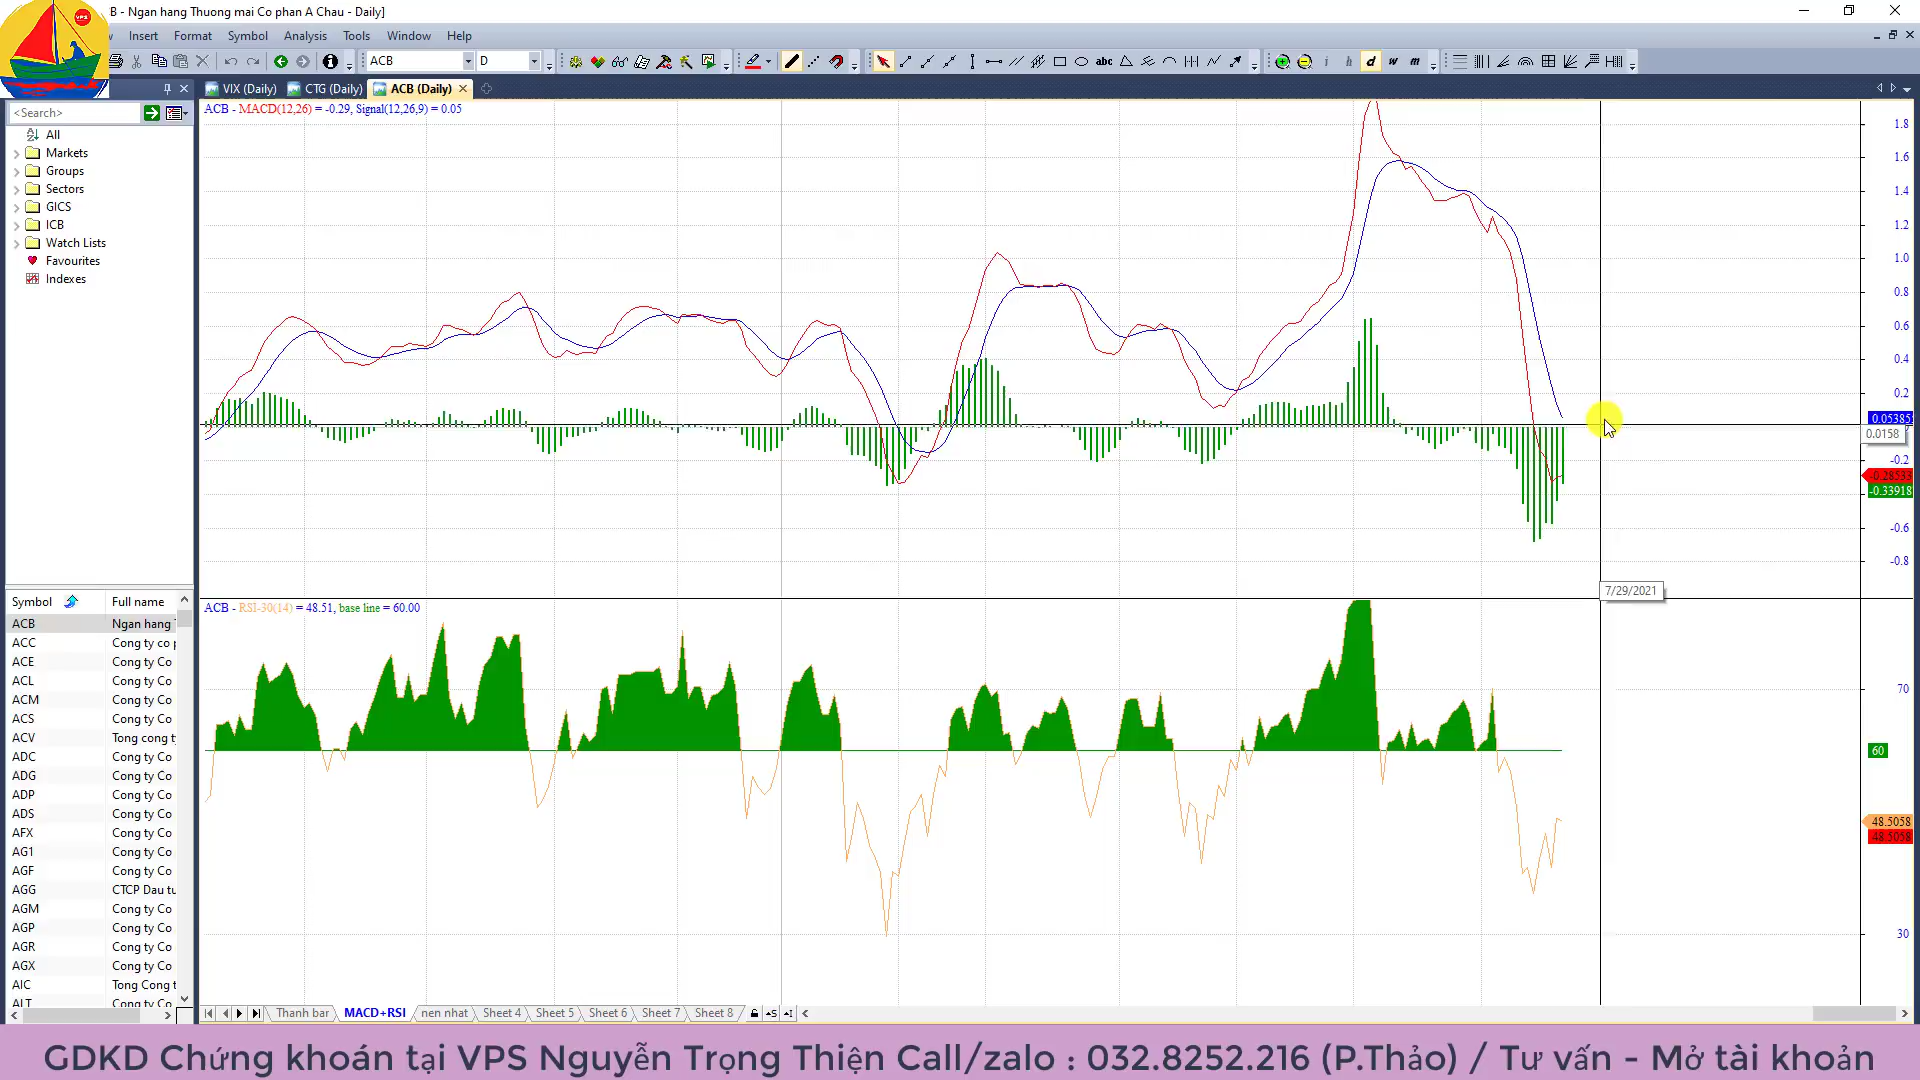 VPS
B - Ngan hang Thuong mai Co phan A Chau - Daily]
Insert Format Symbol Analysis Tools Window Help
ACB D abc i h d w m
VIX (Daily) CTG (Daily) ACB (Daily)
<Search>
All
Markets
Groups
Sectors
GICS
ICB
Watch Lists
Favourites
Indexes
ACB - MACD(12,26) = -0.29, Signal(12,26,9) = 0.05
1.8
1.6
1.4
1.2
1.0
0.8
0.6
0.4
0.2
0.05385
0.0158
-0.2
-0.28533
-0.33918
-0.6
-0.8
7/29/2021
ACB - RSI-30(14) = 48.51, base line = 60.00
70
60
48.5058
48.5058
30
Symbol Full name
ACB Ngan hang
ACC Cong ty co p
ACE Cong ty Co
ACL Cong ty Co
ACM Cong ty Co
ACS Cong ty Co
ACV Tong cong ty
ADC Cong ty Co
ADG Cong ty Co
ADP Cong ty Co
ADS Cong ty Co
AFX Cong ty Co
AG1 Cong ty Co
AGF Cong ty Co
AGG CTCP Dau tu
AGM Cong ty Co
AGP Cong ty Co
AGR Cong ty Co
AGX Cong ty Co
AIC Tong Cong t
ALT Cong ty Co
Thanh bar MACD+RSI nen nhat Sheet 4 Sheet 5 Sheet 6 Sheet 7 Sheet 8
GDKD Chứng khoán tại VPS Nguyễn Trọng Thiện Call/zalo : 032.8252.216 (P.Thảo) / Tư vấn - Mở tài khoản